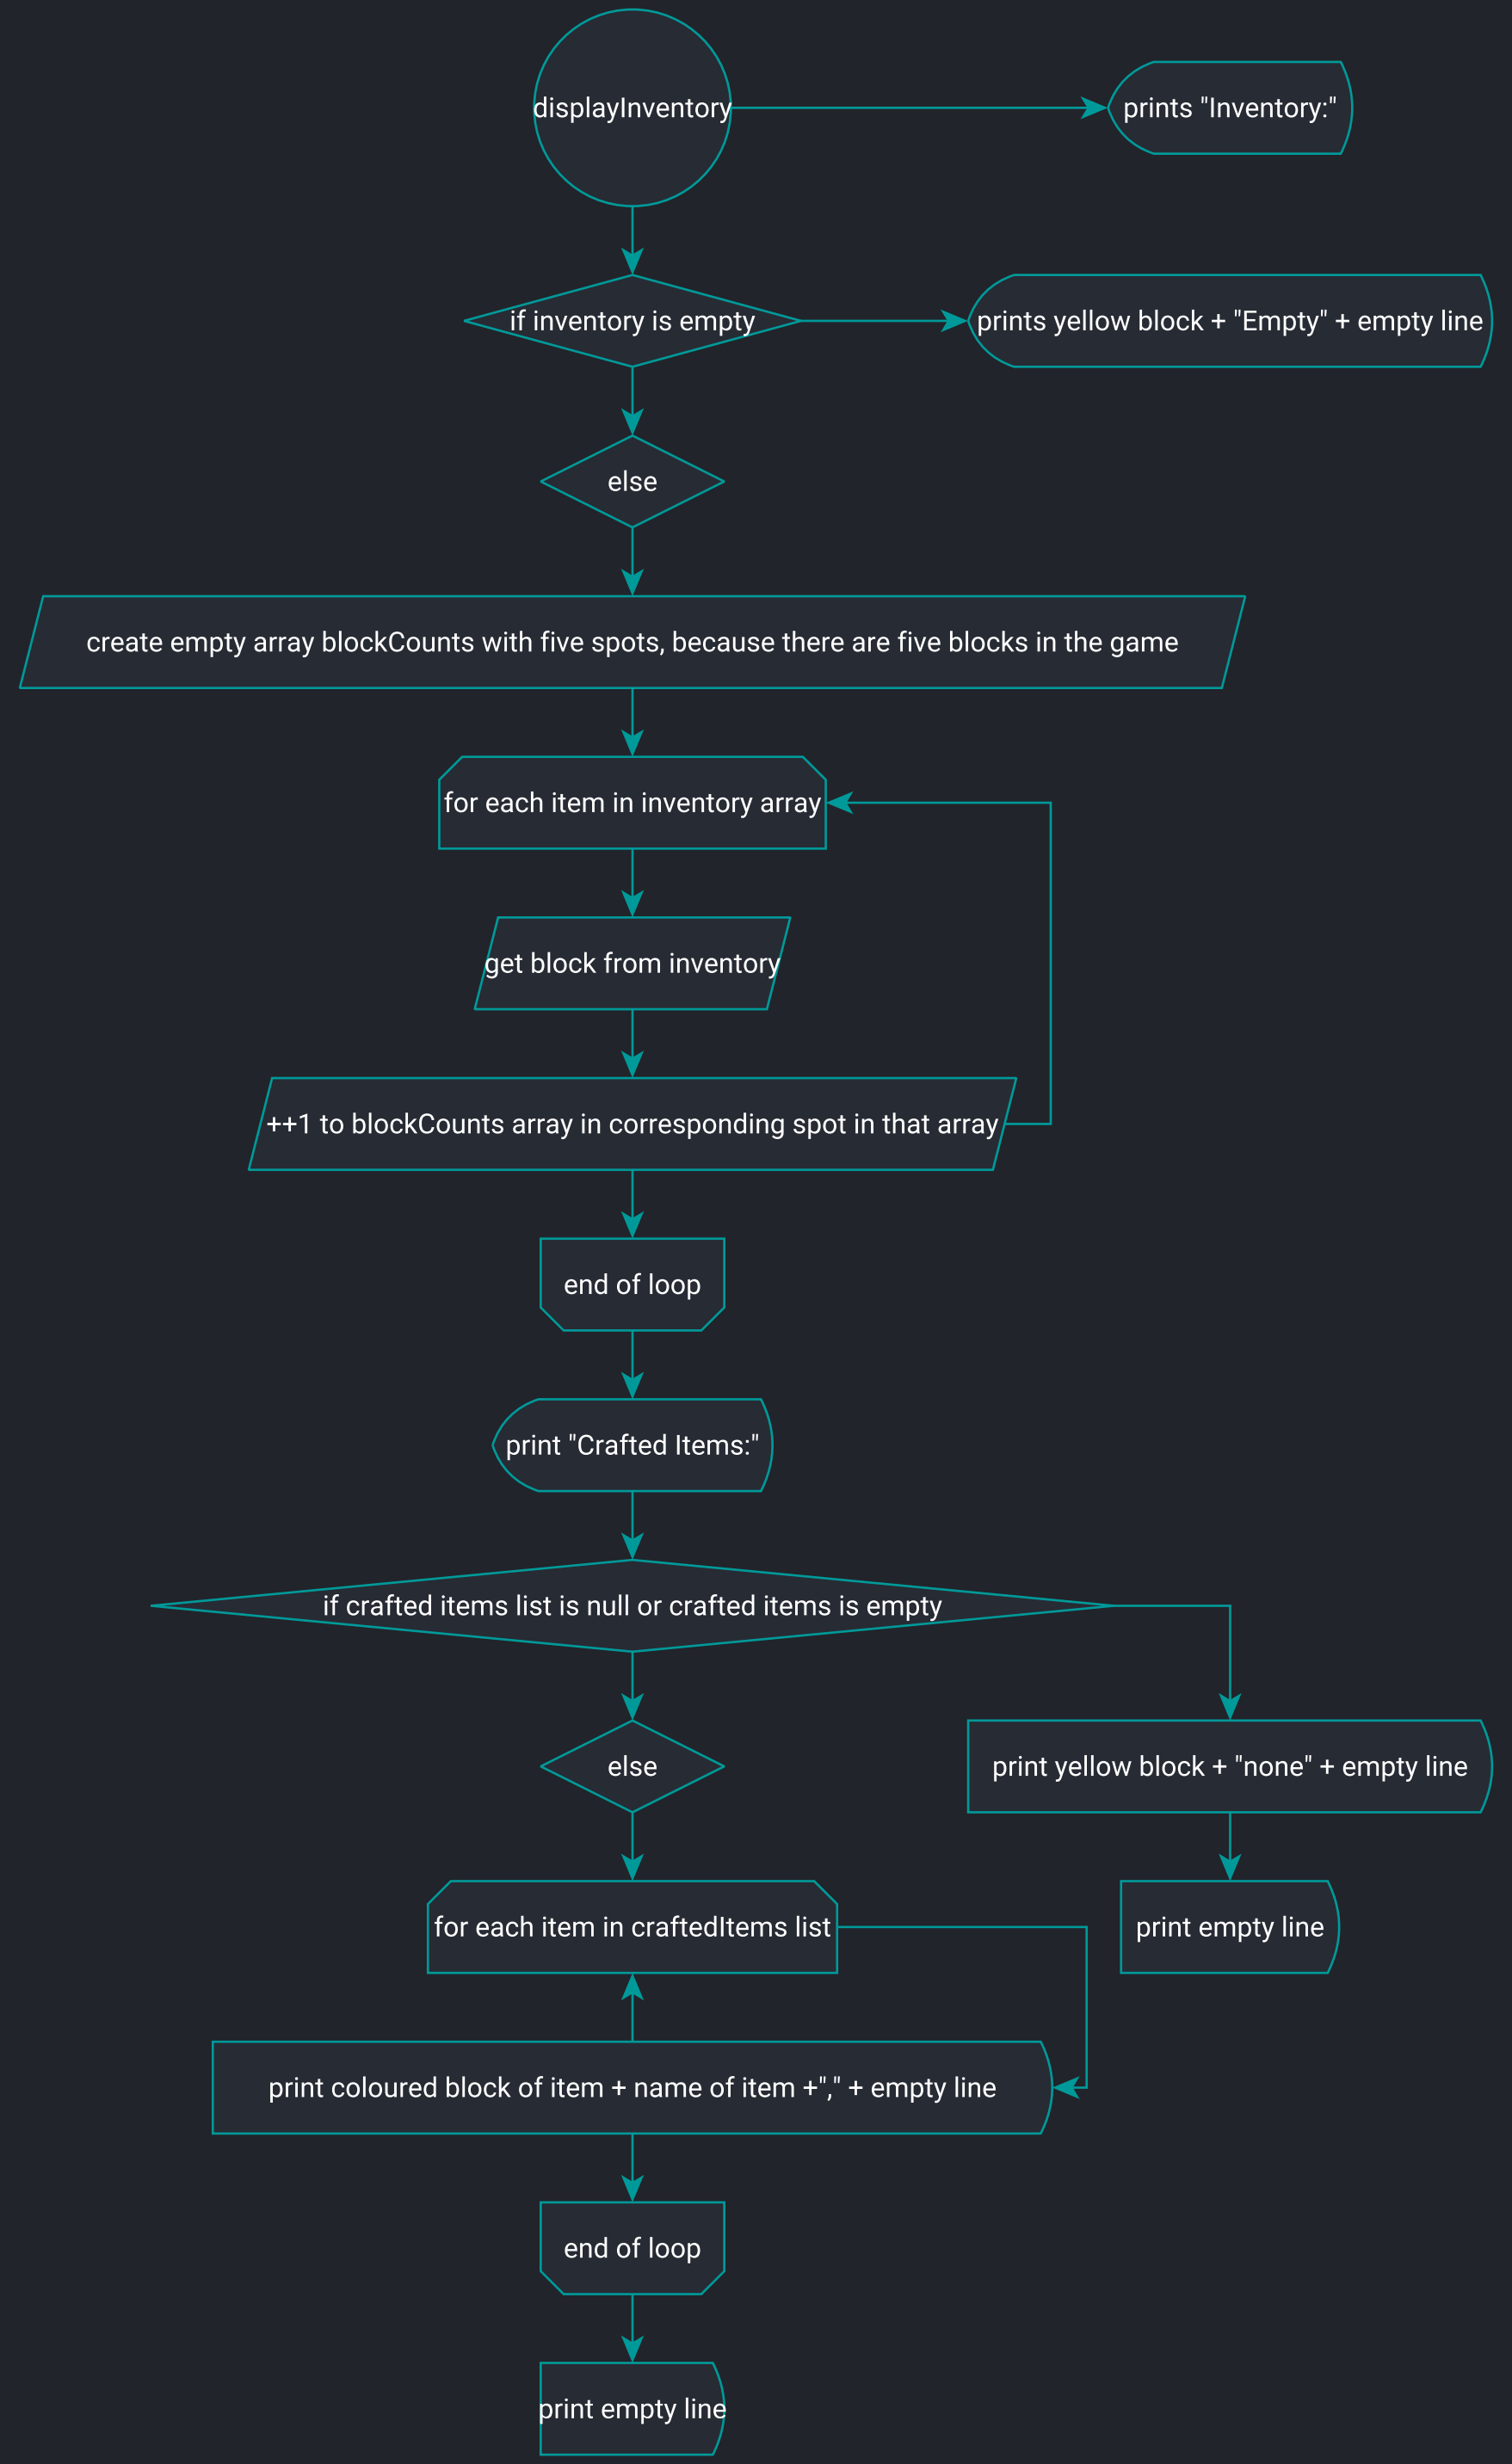 displayInventory
prints "Inventory:"
if inventory is empty
prints yellow block + "Empty" + empty line
else
create empty array blockCounts with five spots, because there are five blocks in the game
for each item in inventory array
get block from inventory
++1 to blockCounts array in corresponding spot in that array
end of loop
print "Crafted Items:"
if crafted items list is null or crafted items is empty
else
print yellow block + "none" + empty line
for each item in craftedItems list
print empty line
print coloured block of item + name of item +"," + empty line
end of loop
print empty line